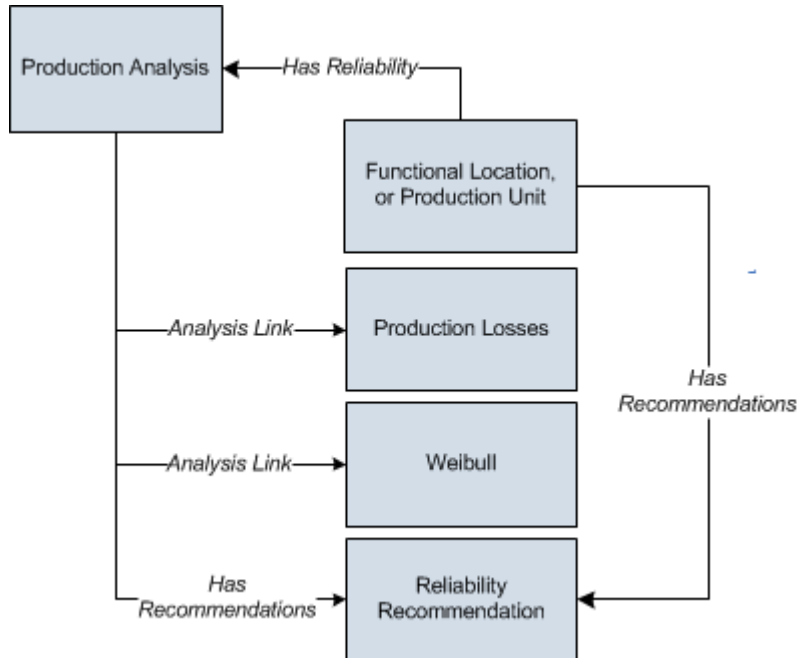 Production Analysis
Has Reliability
Functional Location,
or Production Unit
Analysis Link
Production Losses
Has
Recommendations
Analysis Link
Weibull
Has
Recommendations
Reliability
Recommendation